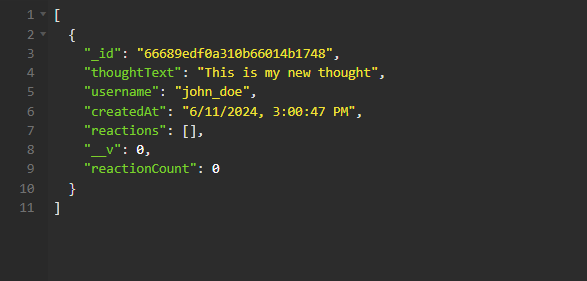 1 [
2 {
3 "_id": "66689edf0a310b66014b1748",
4 "thoughtText": "This is my new thought",
5 "username": "john_doe",
6 "createdAt": "6/11/2024, 3:00:47 PM",
7 "reactions": [],
8 "__v": 0,
9 "reactionCount": 0
10 }
11 ]